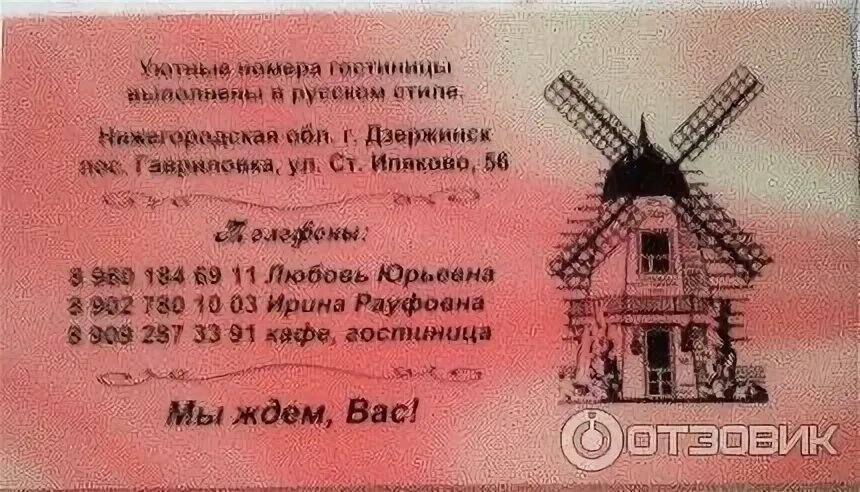 Уютные номера гостиницы
выполнены в русском стиле.
Нижегородская обл. г. Дзержинск
пос. Гавриловка, ул. Ст. Игумново, 56
Телефоны:
8 960 184 69 11 Любовь Юрьевна
8 902 780 10 03 Ирина Рауфовна
8 909 287 33 91 кафе, гостиница
Мы ждем, Вас!
ОТЗОВИК